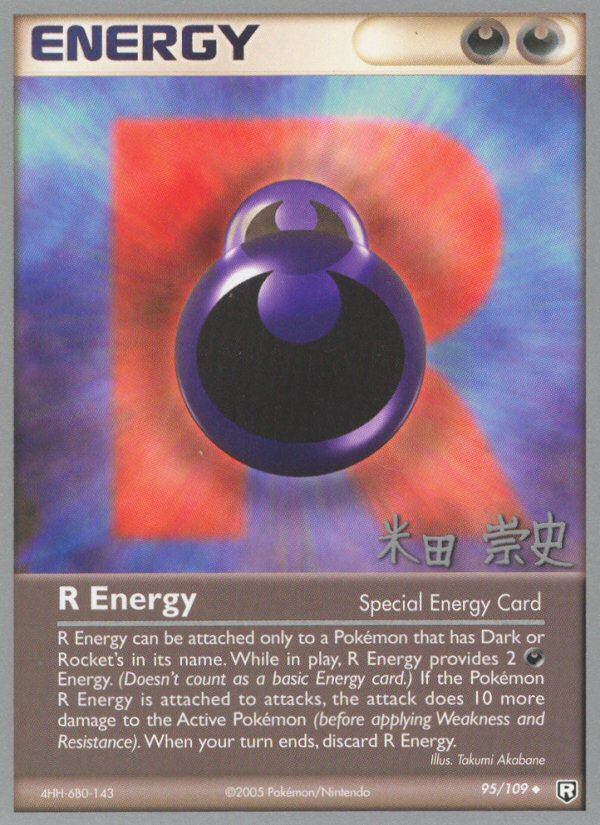 ENERGY
R
米田 崇史
R Energy
Special Energy Card
R Energy can be attached only to a Pokémon that has Dark or
Rocket's in its name. While in play, R Energy provides 2
Energy. (Doesn't count as a basic Energy card.) If the Pokémon
R Energy is attached to attacks, the attack does 10 more
damage to the Active Pokémon (before applying Weakness and
Resistance). When your turn ends, discard R Energy.
Illus. Takumi Akabane
4HH-680-143
©2005 Pokémon/Nintendo
95/109 ◆ R